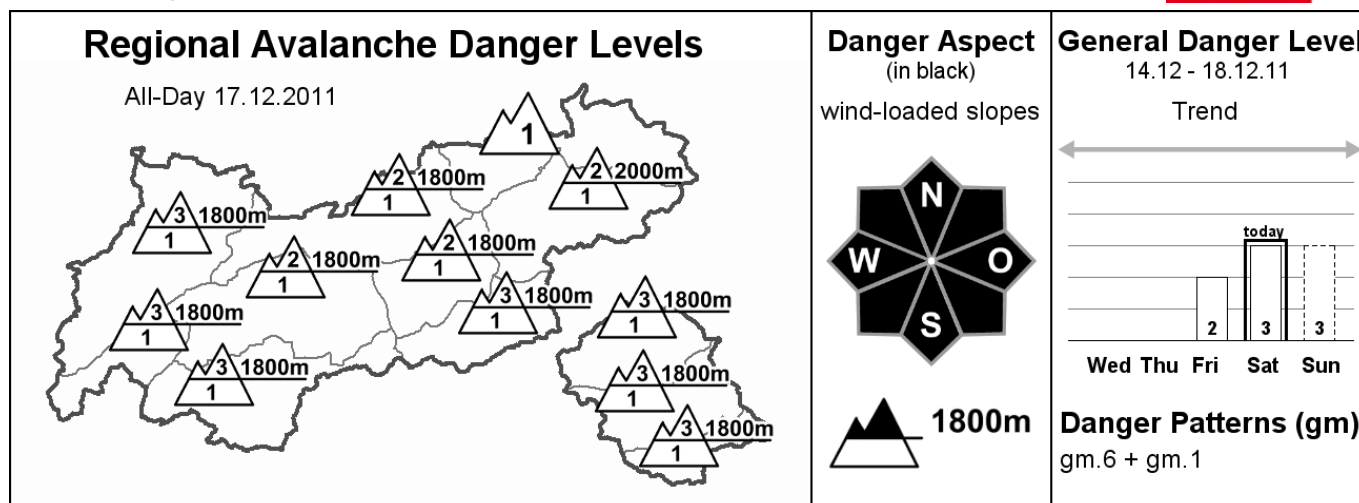 Regional Avalanche Danger Levels
All-Day 17.12.2011
1
2 1800m
1
2 2000m
1
3 1800m
1
2 1800m
1
2 1800m
1
3 1800m
1
3 1800m
1
3 1800m
1
3 1800m
1
3 1800m
1
3 1800m
1
Danger Aspect
(in black)
wind-loaded slopes
N
W O
S
1800m
General Danger Level
14.12 - 18.12.11
Trend
today
2 3 3
Wed Thu Fri Sat Sun
Danger Patterns (gm)
gm.6 + gm.1